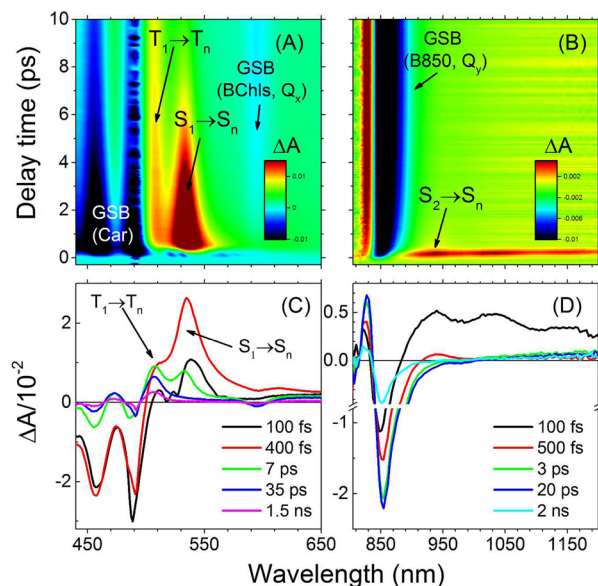 T1→Tn
(A)
GSB
(BChls, Qx)
S1→Sn
ΔA
0.01
0
-0.01
GSB
(Car)
Delay time (ps)
10
8
6
4
2
0
(B)
GSB
(B850, Qy)
ΔA
0.002
-0.002
-0.006
-0.01
S2→Sn
T1→Tn
(C)
S1→Sn
ΔA/10-2
2
0
-2
100 fs
400 fs
7 ps
35 ps
1.5 ns
450 500 550 600 650
(D)
0.5
0.0
-1
-2
100 fs
500 fs
3 ps
20 ps
2 ns
850 950 1050 1150
Wavelength (nm)